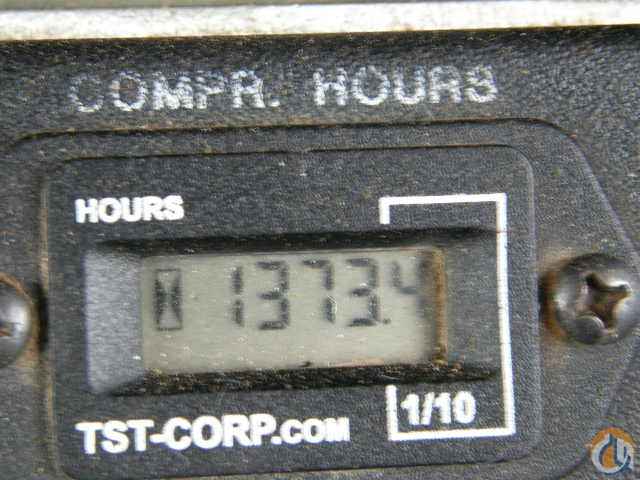 COMPR. HOURS
HOURS
1373.4
TST-CORP.COM
1/10